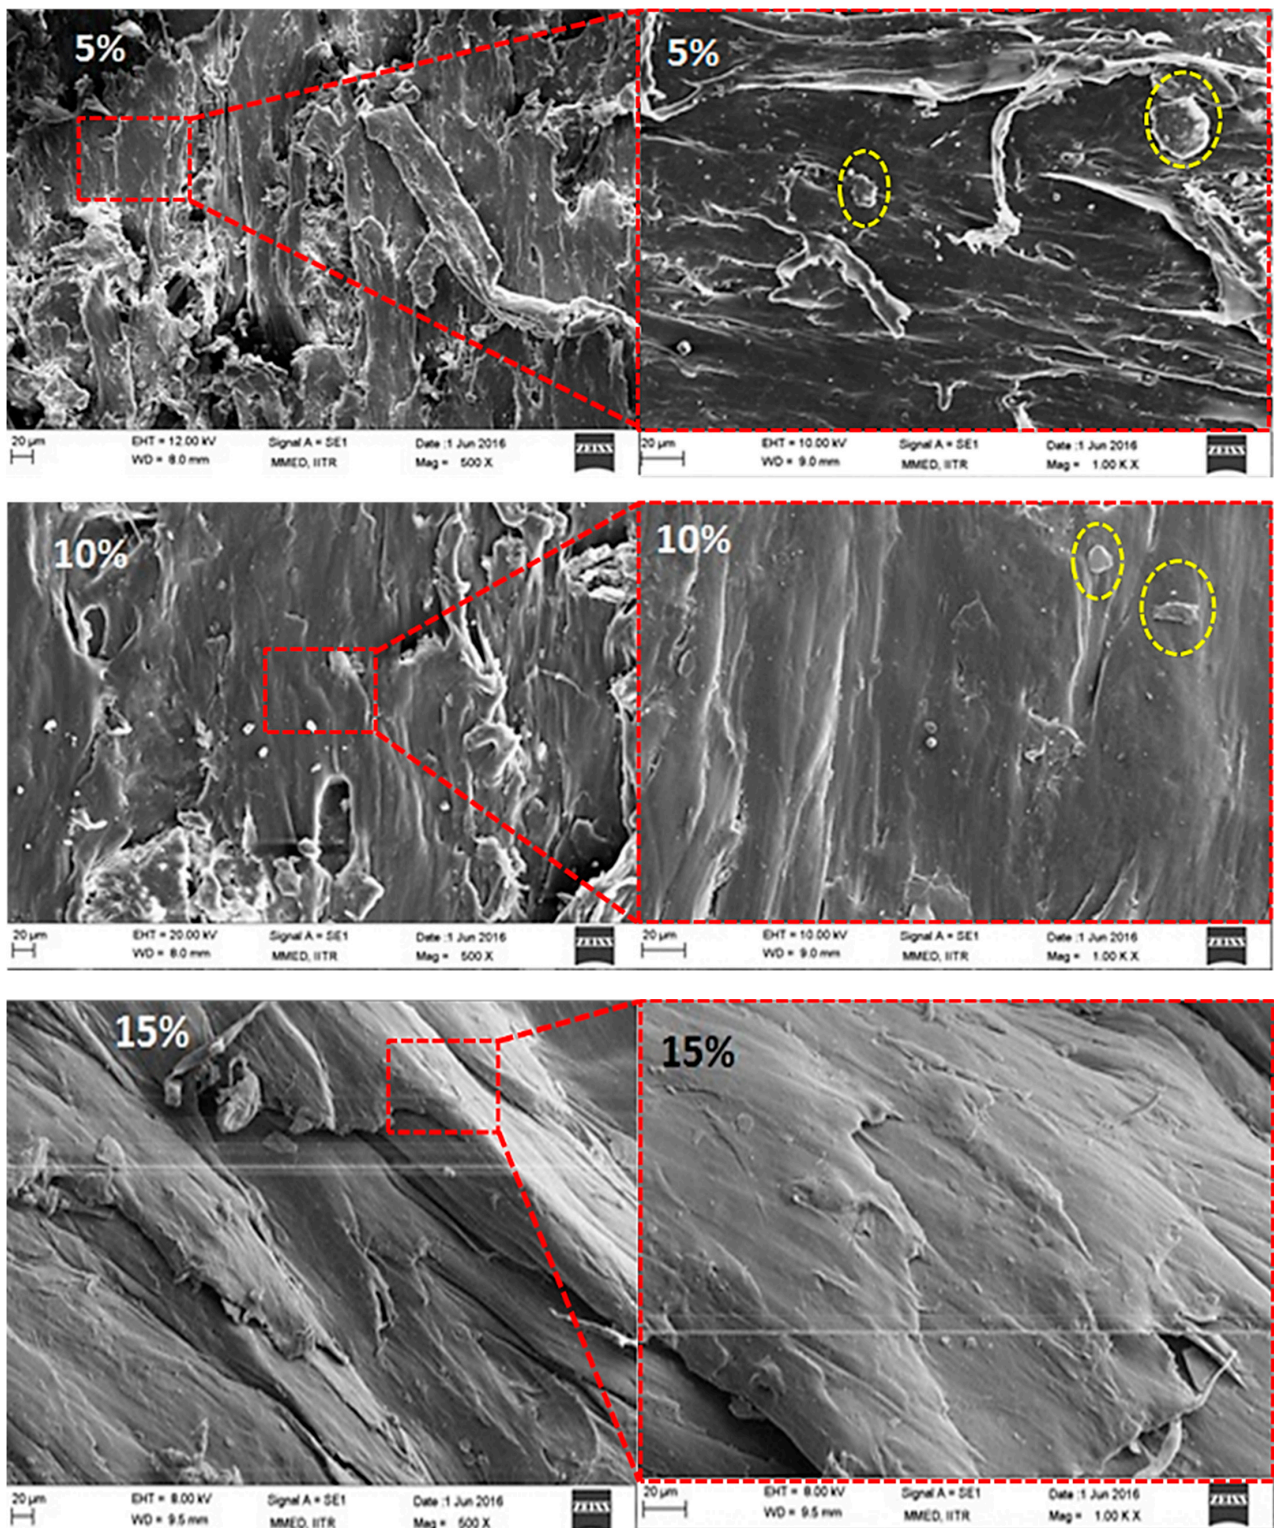 5%
5%
20 µm EHT = 12.00 kV Signal A = SE1 Date :1 Jun 2016 ZEISS
WD = 8.0 mm MMED, IITR Mag = 500 X
20 µm EHT = 10.00 kV Signal A = SE1 Date :1 Jun 2016 ZEISS
WD = 9.0 mm MMED, IITR Mag = 1.00 K X
10%
10%
20 µm EHT = 20.00 kV Signal A = SE1 Date :1 Jun 2016 ZEISS
WD = 8.0 mm MMED, IITR Mag = 500 X
20 µm EHT = 10.00 kV Signal A = SE1 Date :1 Jun 2016 ZEISS
WD = 9.0 mm MMED, IITR Mag = 1.00 K X
15%
15%
20 µm EHT = 8.00 kV Signal A = SE1 Date :1 Jun 2016 ZEISS
WD = 9.5 mm MMED, IITR Mag = 500 X
20 µm EHT = 8.00 kV Signal A = SE1 Date :1 Jun 2016 ZEISS
WD = 9.5 mm MMED, IITR Mag = 1.00 K X